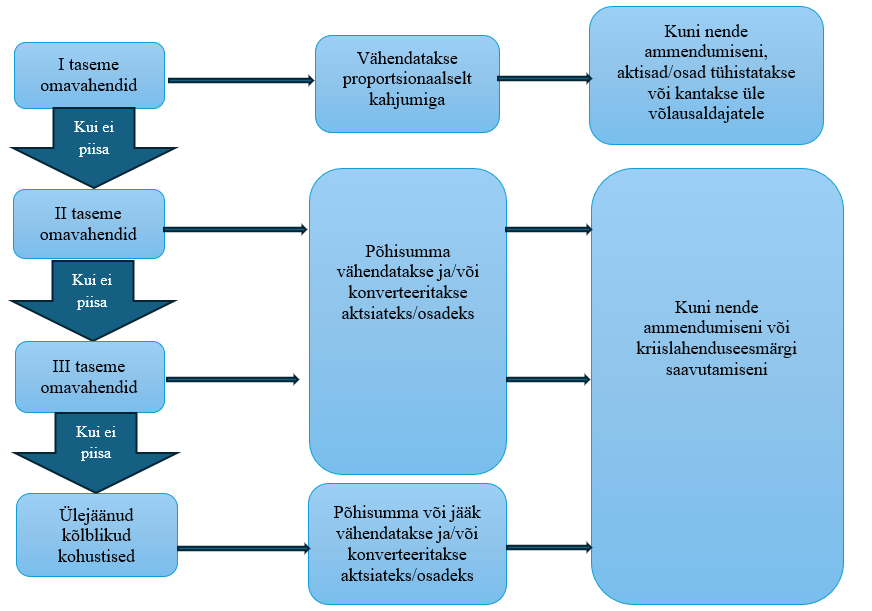 I taseme
omavahendid
Vähendatakse
proportsionaalselt
kahjumiga
Kuni nende
ammendumiseni,
aktisad/osad tühistatakse
või kantakse üle
võlausaldajatele
Kui ei
piisa
II taseme
omavahendid
Põhisumma
vähendatakse ja/või
konverteeritakse
aktsiateks/osadeks
Kuni nende
ammendumiseni või
kriislahenduseesmärgi
saavutamiseni
Kui ei
piisa
III taseme
omavahendid
Kui ei
piisa
Ülejäänud
kõlblikud
kohustised
Põhisumma või jääk
vähendatakse ja/või
konverteeritakse
aktsiateks/osadeks